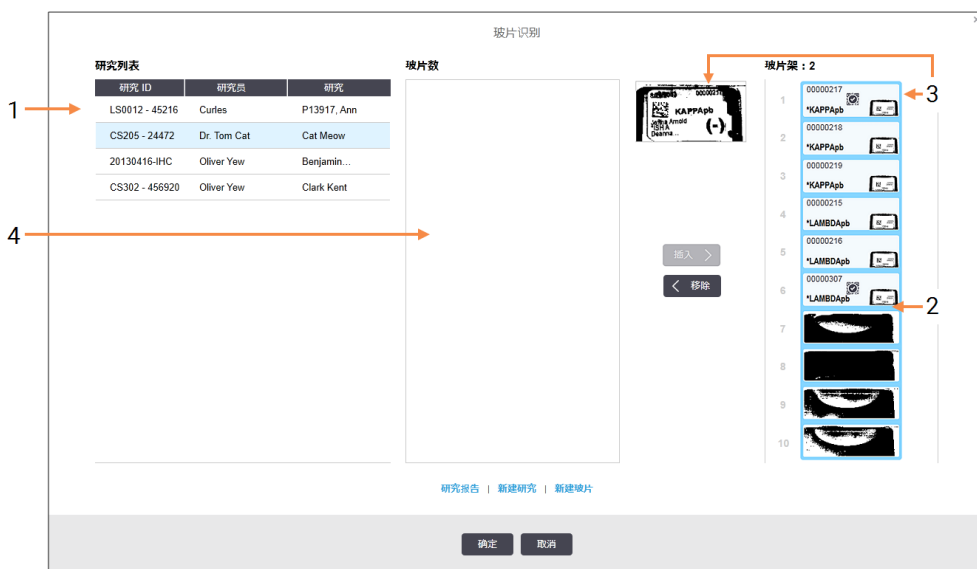 玻片识别
研究列表
玻片数
玻片架：2
研究 ID 研究员 研究
LS0012 - 45216 Curles P13917, Ann
CS205 - 24472 Dr. Tom Cat Cat Meow
20130416-IHC Oliver Yew Benjamin...
CS302 - 456920 Oliver Yew Clark Kent
1
4
KAPPApb
Arnold
(-)
Deanna ..
插入
移除
3
2
1
00000217
*KAPPApb
2
00000218
*KAPPApb
3
00000219
*KAPPApb
4
00000215
*LAMBDApb
5
00000216
*LAMBDApb
6
00000307
*LAMBDApb
7
8
9
10
研究报告 | 新建研究 | 新建玻片
确定 取消